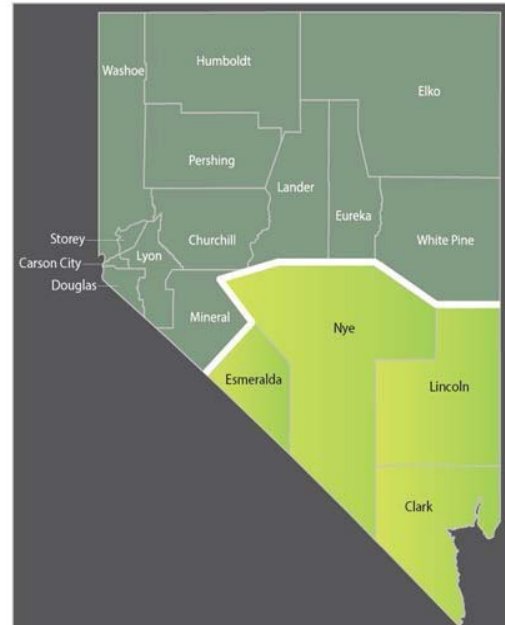 Humboldt
Washoe
Elko
Pershing
Lander
Eureka
Storey
Churchill
White Pine
Lyon
Carson City
Douglas
Mineral
Nye
Esmeralda
Lincoln
Clark